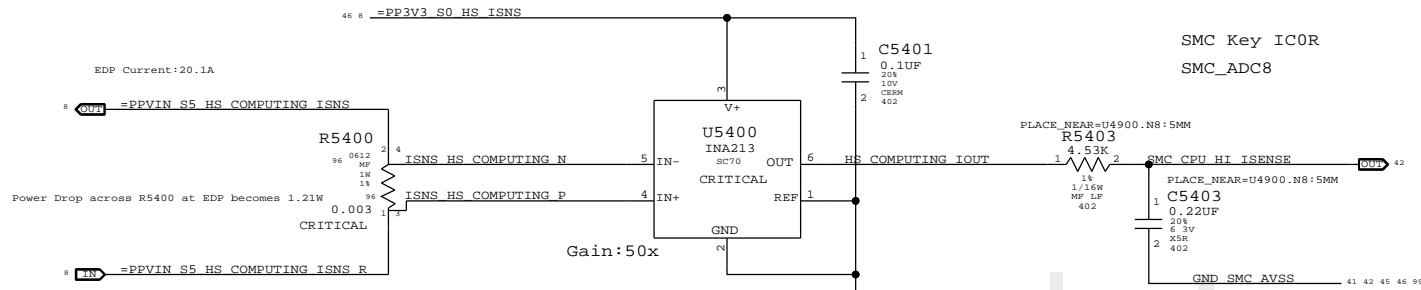 46 8 =PP3V3_S0_HS_ISNS
SMC Key IC0R
SMC_ADC8
EDP Current:20.1A
1
C5401
0.1UF
20%
10V
CERM
402
2
8 OUT =PPVIN_S5_HS_COMPUTING_ISNS
3
V+
U5400
INA213
SC70
CRITICAL
R5400
2 4
96 0612
MF
1W
1%
96
0.003
1 3
CRITICAL
ISNS_HS_COMPUTING_N 5 IN-
OUT 6 HS_COMPUTING_IOUT
PLACE_NEAR=U4900.N8:5MM
R5403
4.53K
1 2
1%
1/16W
MF LF
402
SMC_CPU_HI_ISENSE OUT 42
PLACE_NEAR=U4900.N8:5MM
Power Drop across R5400 at EDP becomes 1.21W
ISNS_HS_COMPUTING_P 4 IN+
REF 1
1
C5403
0.22UF
20%
6.3V
X5R
402
2
GND
2
Gain:50x
8 IN =PPVIN_S5_HS_COMPUTING_ISNS_R
GND_SMC_AVSS 41 42 45 46 99